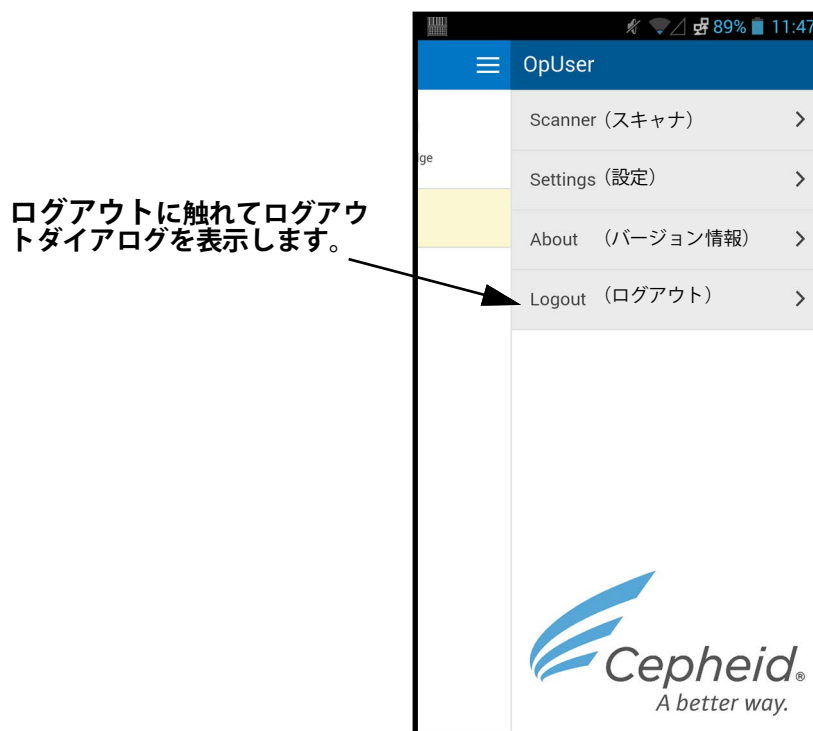 89% 11:47
OpUser
Scanner（スキャナ）
ge
Settings（設定）
ログアウトに触れてログアウ
トダイアログを表示します。
About （バージョン情報）
Logout （ログアウト）
Cepheid®
A better way.